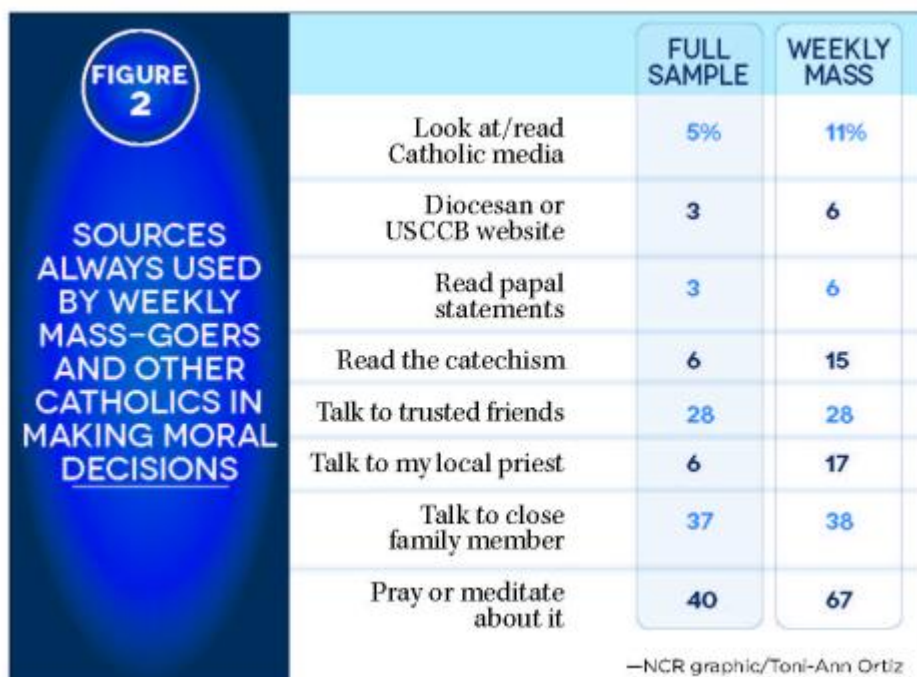 FIGURE
2
SOURCES
ALWAYS USED
BY WEEKLY
MASS-GOERS
AND OTHER
CATHOLICS IN
MAKING MORAL
DECISIONS
FULL
SAMPLE
WEEKLY
MASS
Look at/read
Catholic media
5% 11%
Diocesan or
USCCB website
3 6
Read papal
statements
3 6
Read the catechism 6 15
Talk to trusted friends 28 28
Talk to my local priest 6 17
Talk to close
family member
37 38
Pray or meditate
about it
40 67
—NCR graphic/Toni-Ann Ortiz